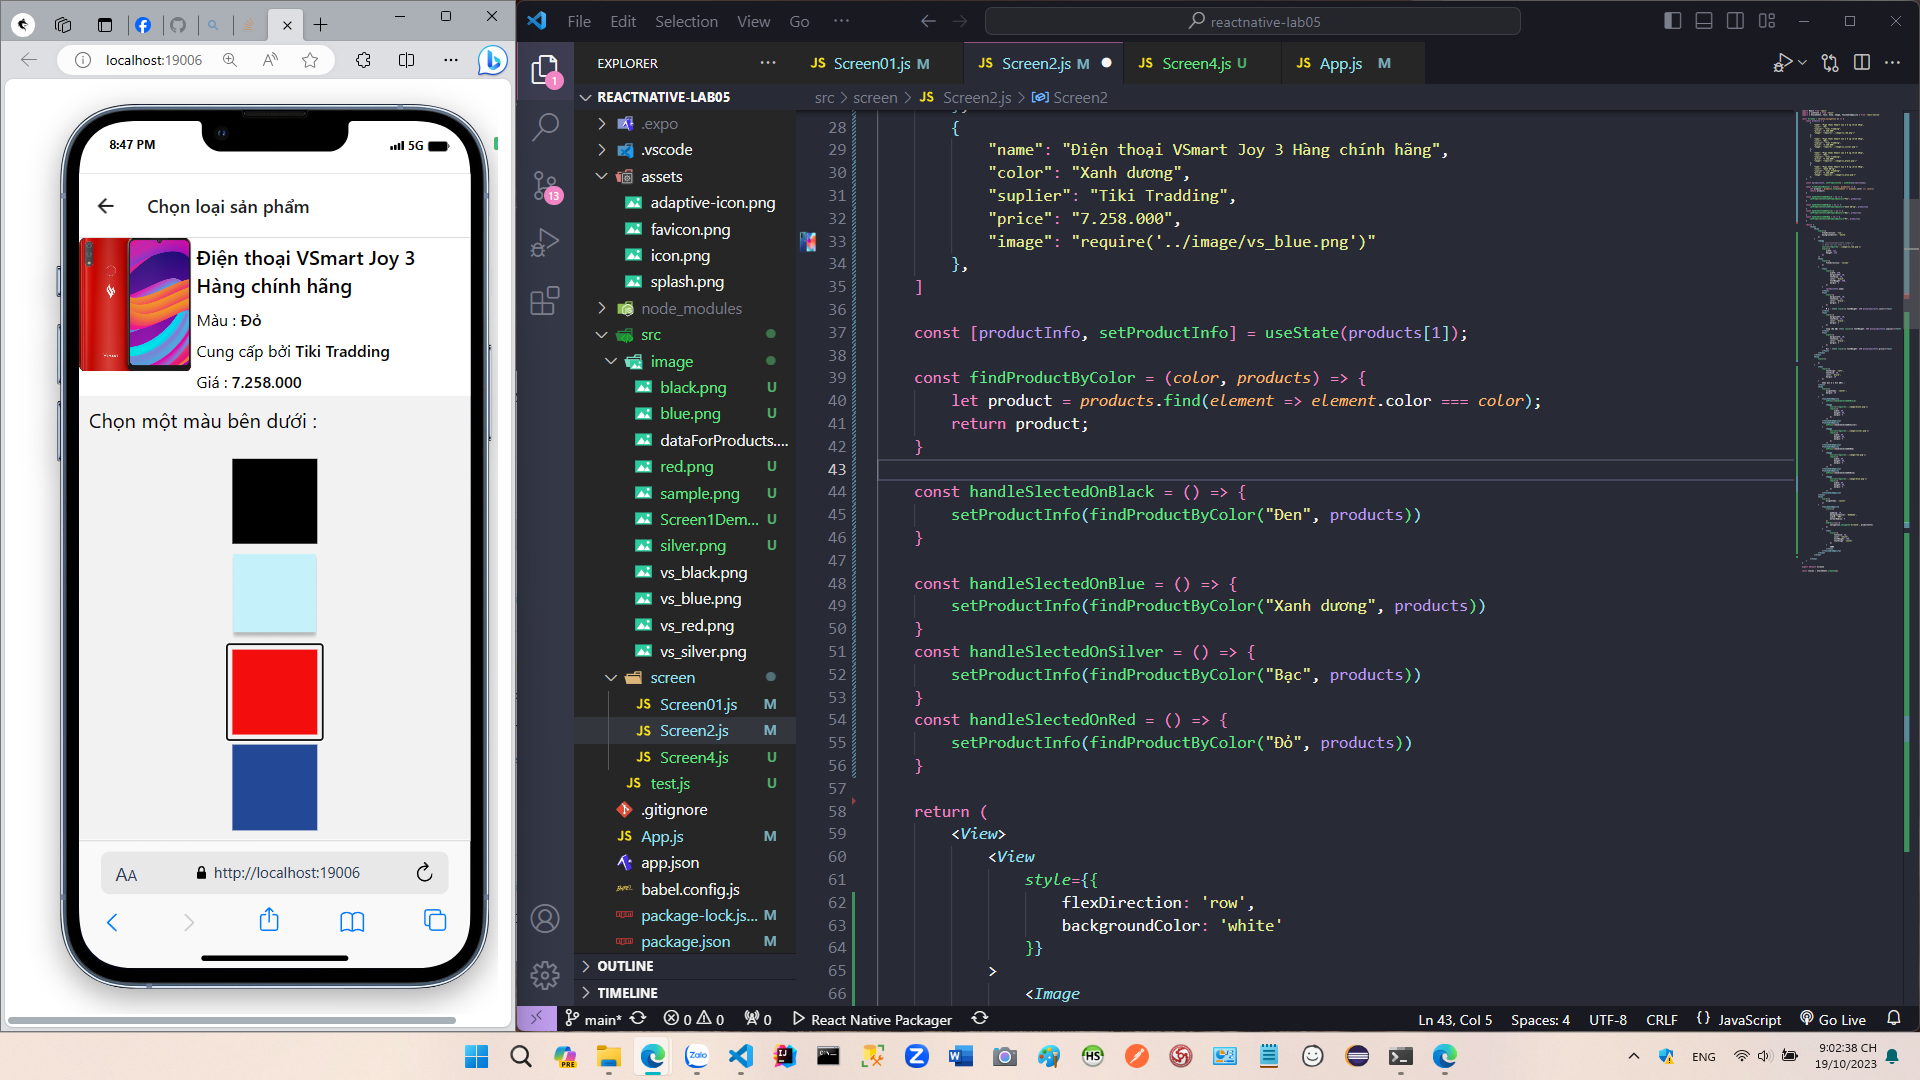 localhost:19006
8:47 PM
5G
Chọn loại sản phẩm
Điện thoại VSmart Joy 3
Hàng chính hãng
Màu : Đỏ
Cung cấp bởi Tiki Tradding
Giá : 7.258.000
Chọn một màu bên dưới :
AA
http://localhost:19006
File Edit Selection View Go ···
reactnative-lab05
EXPLORER
REACTNATIVE-LAB05
.expo
.vscode
assets
adaptive-icon.png
favicon.png
icon.png
splash.png
node_modules
src
image
black.png U
blue.png U
dataForProducts....
red.png U
sample.png U
Screen1Dem... U
silver.png U
vs_black.png
vs_blue.png
vs_red.png
vs_silver.png
screen
JS Screen01.js M
JS Screen2.js M
JS Screen4.js U
JS test.js U
.gitignore
JS App.js M
app.json
babel.config.js
package-lock.js... M
package.json M
OUTLINE
TIMELINE
1
13
JS Screen01.js M
JS Screen2.js M
JS Screen4.js U
JS App.js M
src > screen > JS Screen2.js > Screen2
28 {
29 "name": "Điện thoại VSmart Joy 3 Hàng chính hãng",
30 "color": "Xanh dương",
31 "suplier": "Tiki Tradding",
32 "price": "7.258.000",
33 "image": "require('../image/vs_blue.png')"
34 },
35 ]
36
37 const [productInfo, setProductInfo] = useState(products[1]);
38
39 const findProductByColor = (color, products) => {
40 let product = products.find(element => element.color === color);
41 return product;
42 }
43
44 const handleSlectedOnBlack = () => {
45 setProductInfo(findProductByColor("Đen", products))
46 }
47
48 const handleSlectedOnBlue = () => {
49 setProductInfo(findProductByColor("Xanh dương", products))
50 }
51 const handleSlectedOnSilver = () => {
52 setProductInfo(findProductByColor("Bạc", products))
53 }
54 const handleSlectedOnRed = () => {
55 setProductInfo(findProductByColor("Đỏ", products))
56 }
57
58 return (
59 <View>
60 <View
61 style={{
62 flexDirection: 'row',
63 backgroundColor: 'white'
64 }}
65 >
66 <Image
main* 0 0 0 React Native Packager
Ln 43, Col 5 Spaces: 4 UTF-8 CRLF {} JavaScript Go Live
PRE
Zalo
HS
ENG
9:02:38 CH
19/10/2023